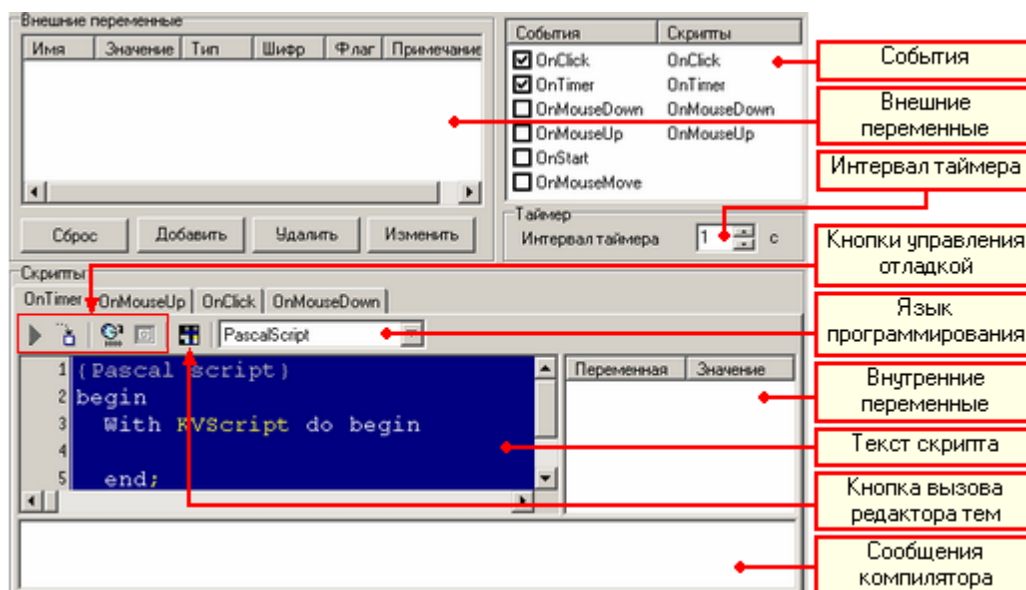 Внешние переменные
Имя Значение Тип Шифр Флаг Примечание
Сброс Добавить Удалить Изменить
События Скрипты
OnClick OnClick
OnTimer OnTimer
OnMouseDown OnMouseDown
OnMouseUp OnMouseUp
OnStart
OnMouseMove
Таймер
Интервал таймера 1 с
Скрипты
OnTimer OnMouseUp OnClick OnMouseDown
PascalScript
1 {Pascal script}
2 begin
3 With KVScript do begin
4
5 end;
Переменная Значение
События
Внешние
переменные
Интервал таймера
Кнопки управления
отладкой
Язык
программирования
Внутренние
переменные
Текст скрипта
Кнопка вызова
редактора тем
Сообщения
компилятора